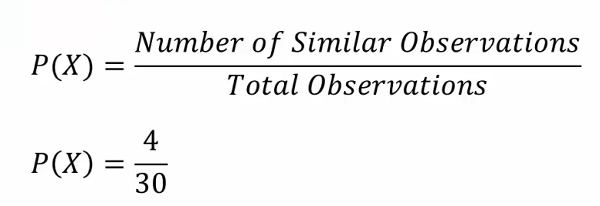 P(X) = Number of Similar Observations / Total Observations
P(X) = 4 / 30